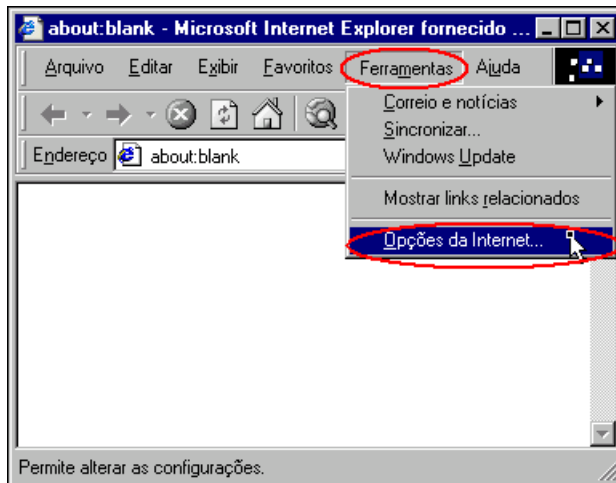 about:blank - Microsoft Internet Explorer fornecido ...
Arquivo Editar Exibir Favoritos Ferramentas Ajuda
Correio e notícias
Sincronizar...
Windows Update
Endereço about:blank
Mostrar links relacionados
Opções da Internet...
Permite alterar as configurações.